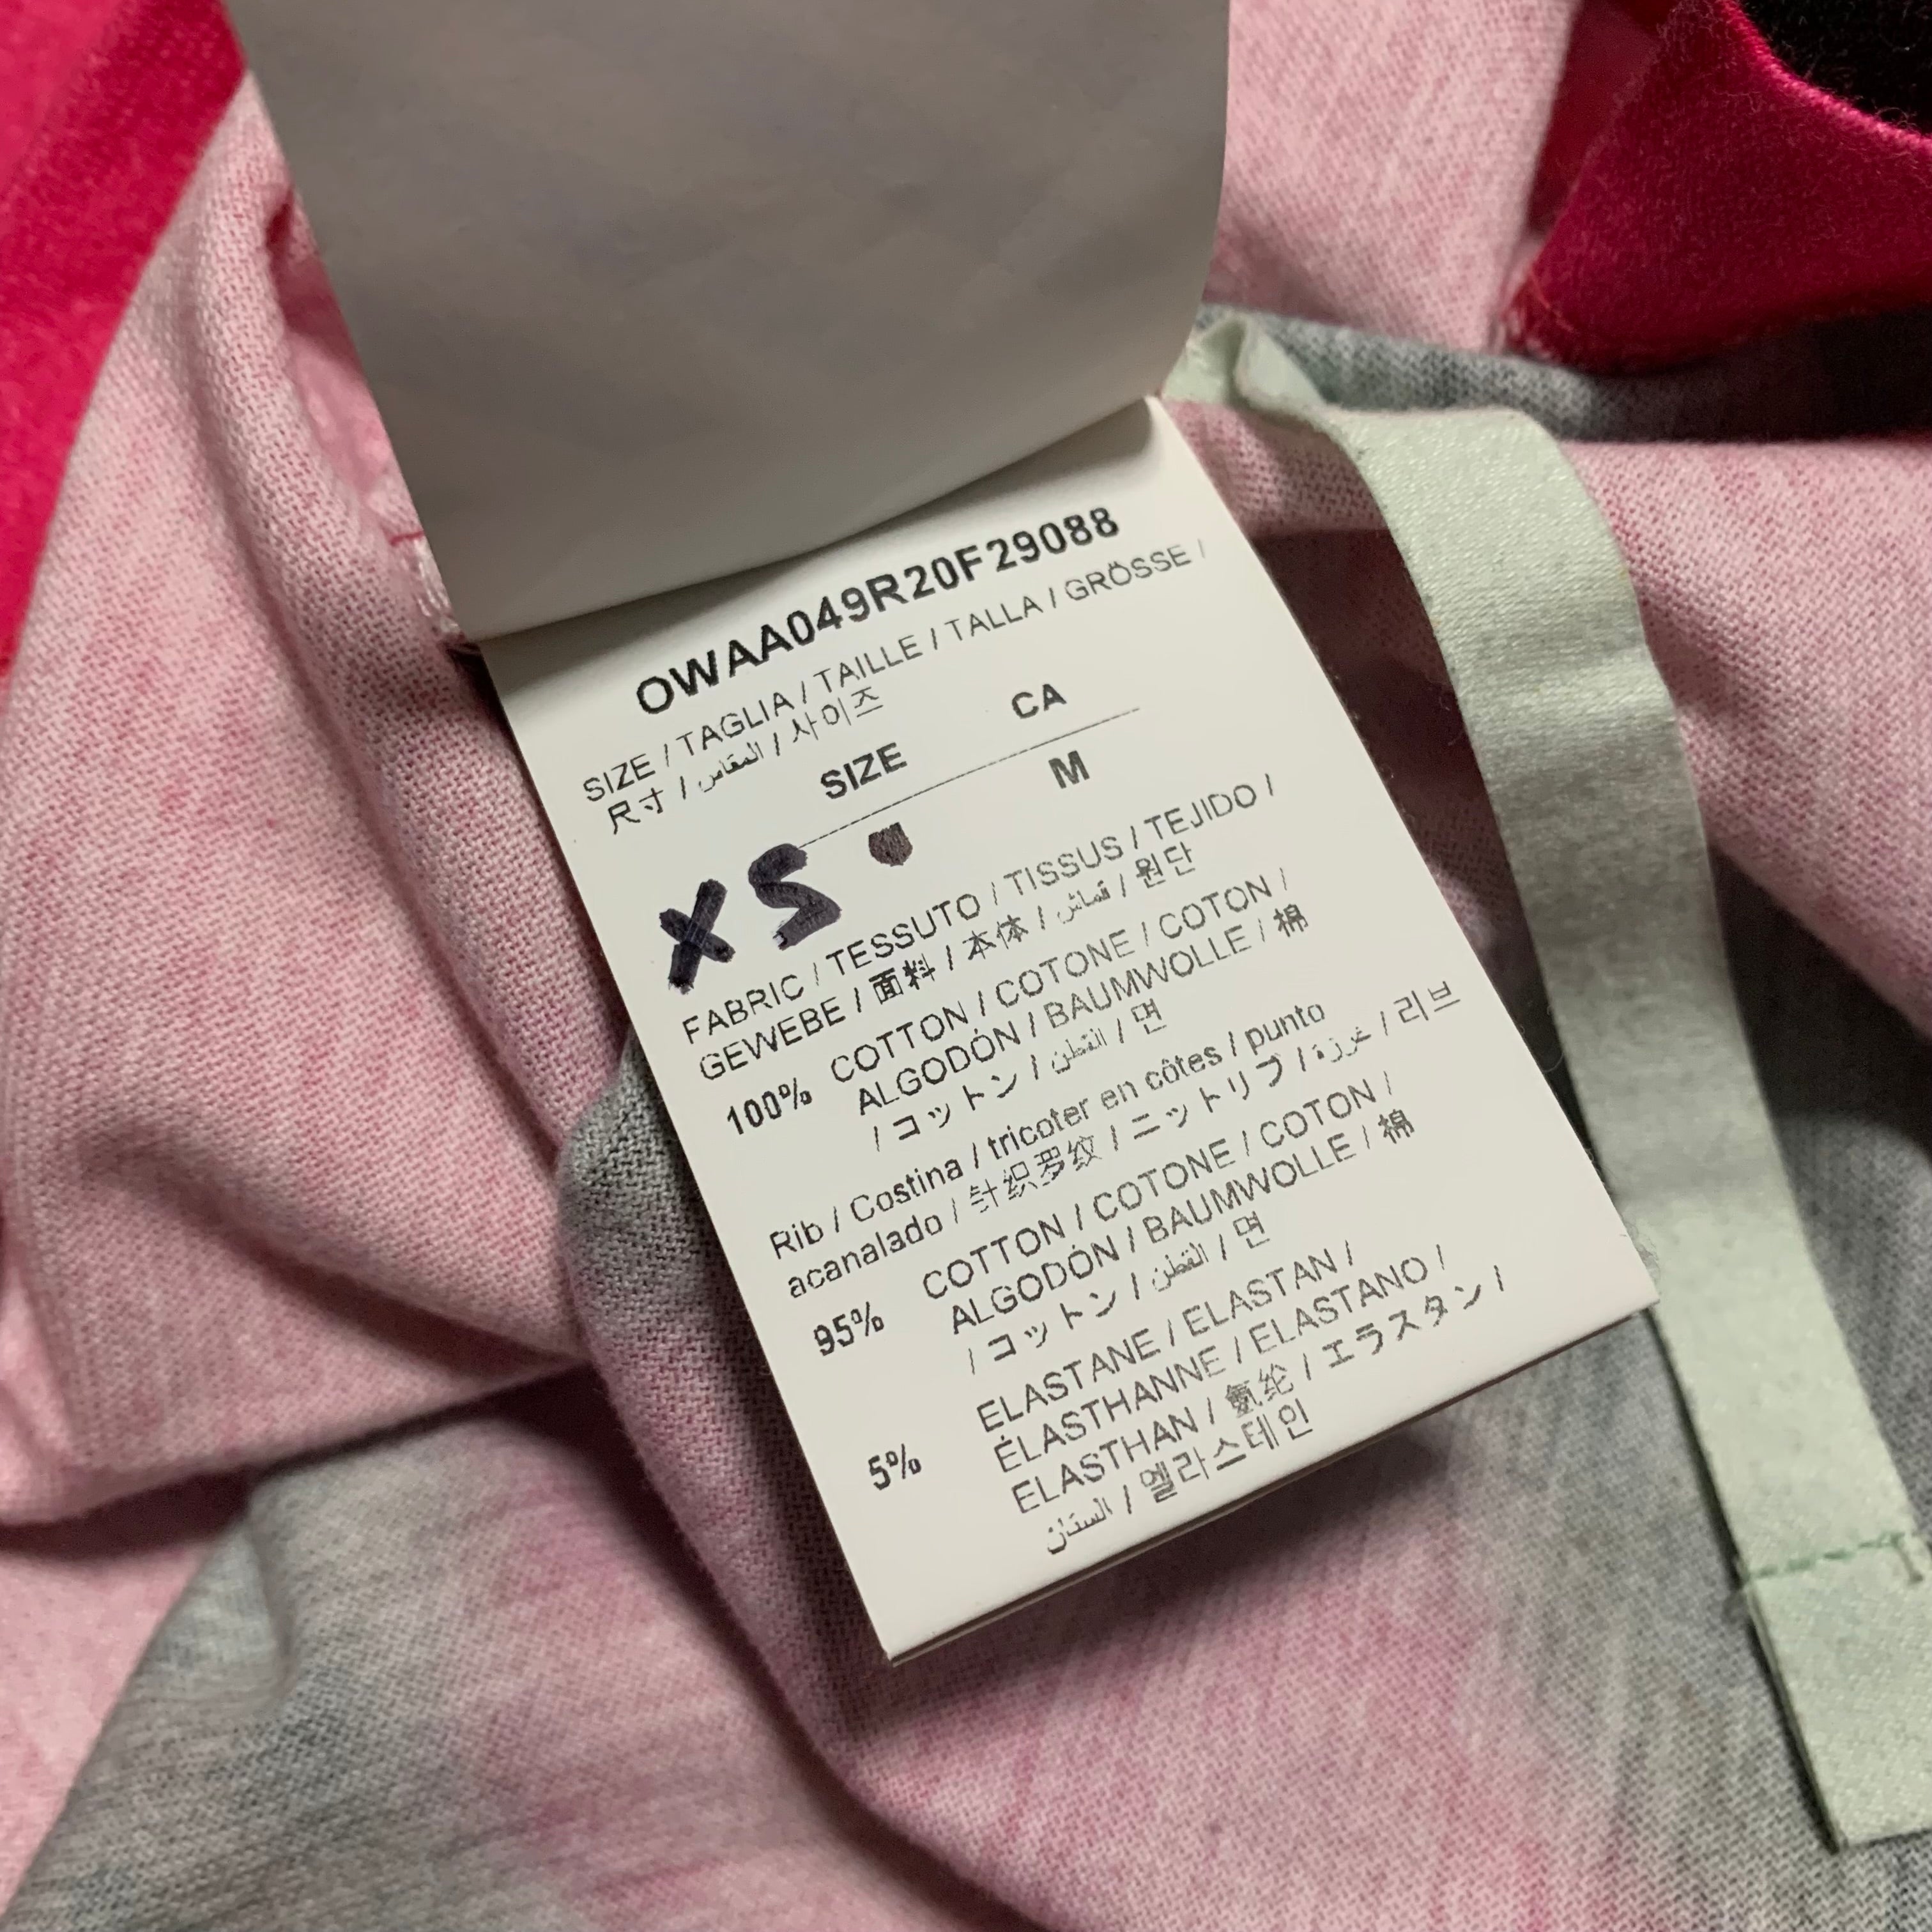 OWAA049R20F29088
SIZE / TAGLIA / TAILLE / TALLA / GRÖSSE /
尺寸 / المقاس / 사이즈
SIZE CA
XS M
FABRIC / TESSUTO / TISSUS / TEJIDO /
GEWEBE / 面料 / 本体 / قماش / 원단
100% COTTON / COTONE / COTON /
ALGODÓN / BAUMWOLLE / 棉
/ コットン / القطن / 면
Rib / Costina / tricoter en côtes / punto
acanalado / 针织罗纹 / ニットリブ / غرزة / 리브
95% COTTON / COTONE / COTON /
ALGODÓN / BAUMWOLLE / 棉
/ コットン / القطن / 면
5% ELASTANE / ELASTAN /
ÉLASTHANNE / ELASTANO /
ELASTHAN / 氨纶 / エラスタン /
الستان / 엘라스테인